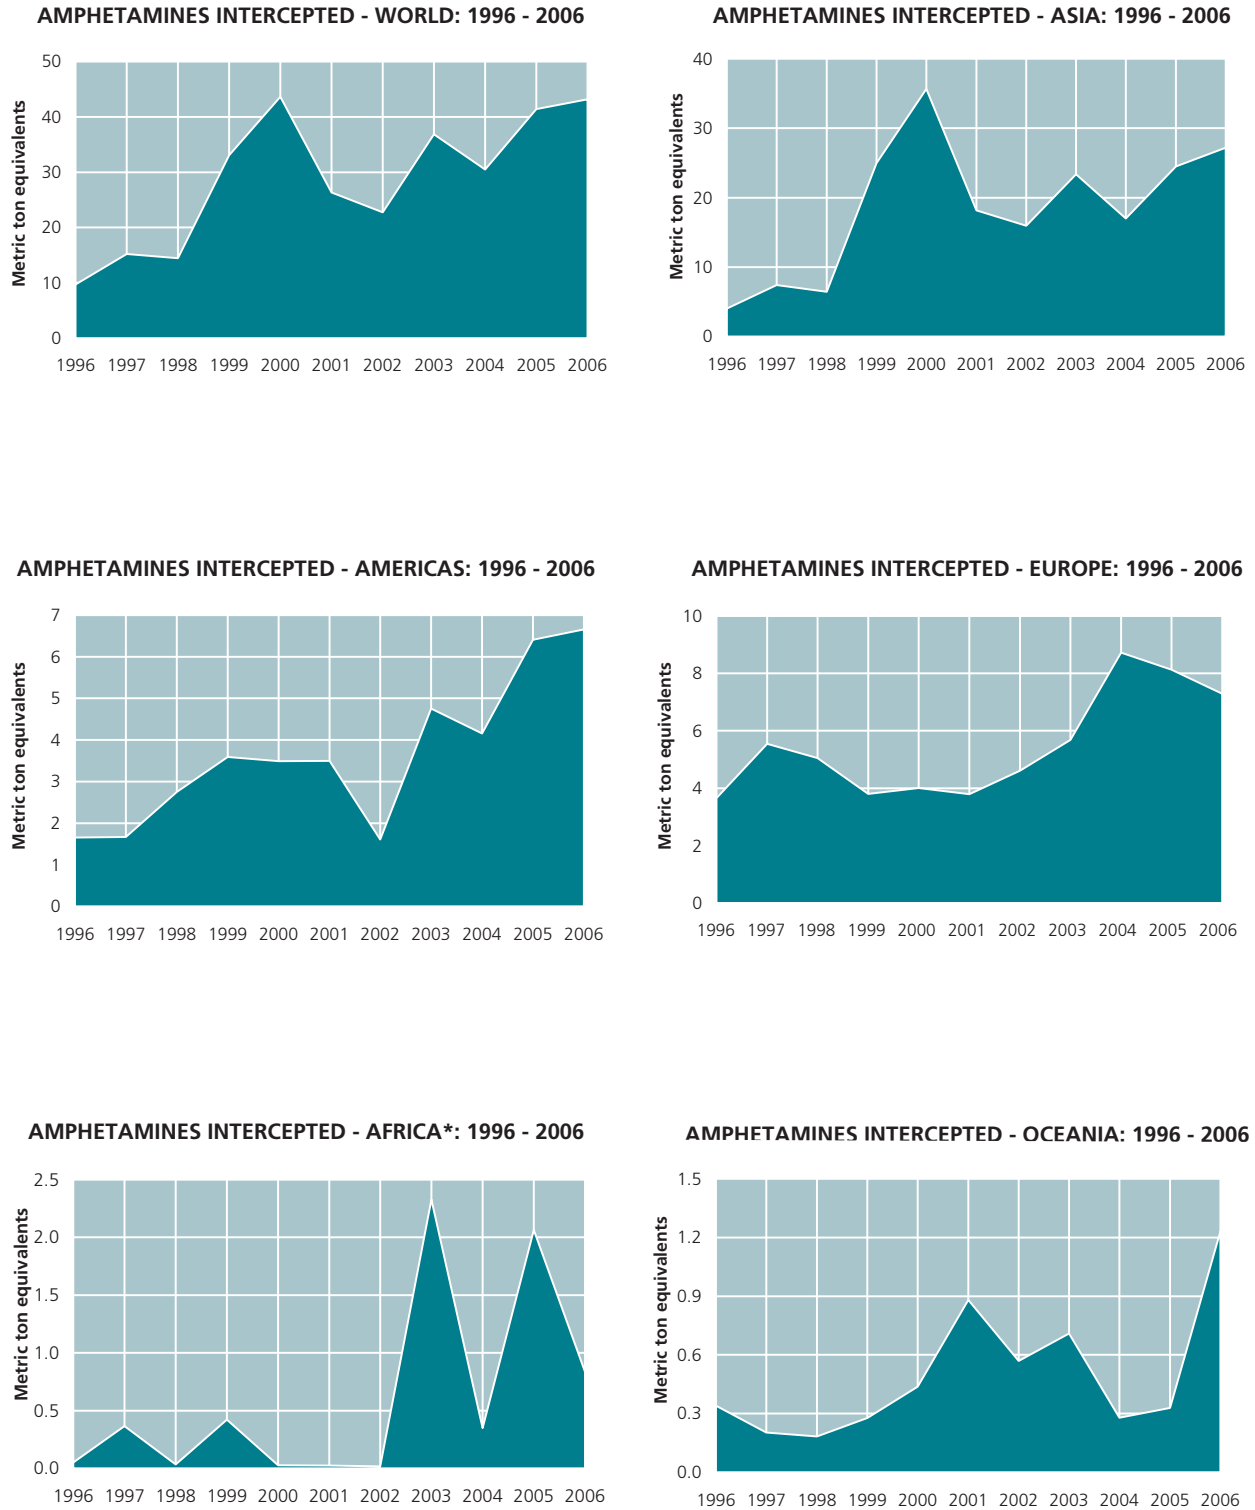 AMPHETAMINES INTERCEPTED - WORLD: 1996 - 2006
Metric ton equivalents
50
40
30
20
10
0
1996 1997 1998 1999 2000 2001 2002 2003 2004 2005 2006
AMPHETAMINES INTERCEPTED - ASIA: 1996 - 2006
Metric ton equivalents
40
30
20
10
0
1996 1997 1998 1999 2000 2001 2002 2003 2004 2005 2006
AMPHETAMINES INTERCEPTED - AMERICAS: 1996 - 2006
Metric ton equivalents
7
6
5
4
3
2
1
0
1996 1997 1998 1999 2000 2001 2002 2003 2004 2005 2006
AMPHETAMINES INTERCEPTED - EUROPE: 1996 - 2006
Metric ton equivalents
10
8
6
4
2
0
1996 1997 1998 1999 2000 2001 2002 2003 2004 2005 2006
AMPHETAMINES INTERCEPTED - AFRICA*: 1996 - 2006
Metric ton equivalents
2.5
2.0
1.5
1.0
0.5
0.0
1996 1997 1998 1999 2000 2001 2002 2003 2004 2005 2006
AMPHETAMINES INTERCEPTED - OCEANIA: 1996 - 2006
Metric ton equivalents
1.5
1.2
0.9
0.6
0.3
0.0
1996 1997 1998 1999 2000 2001 2002 2003 2004 2005 2006